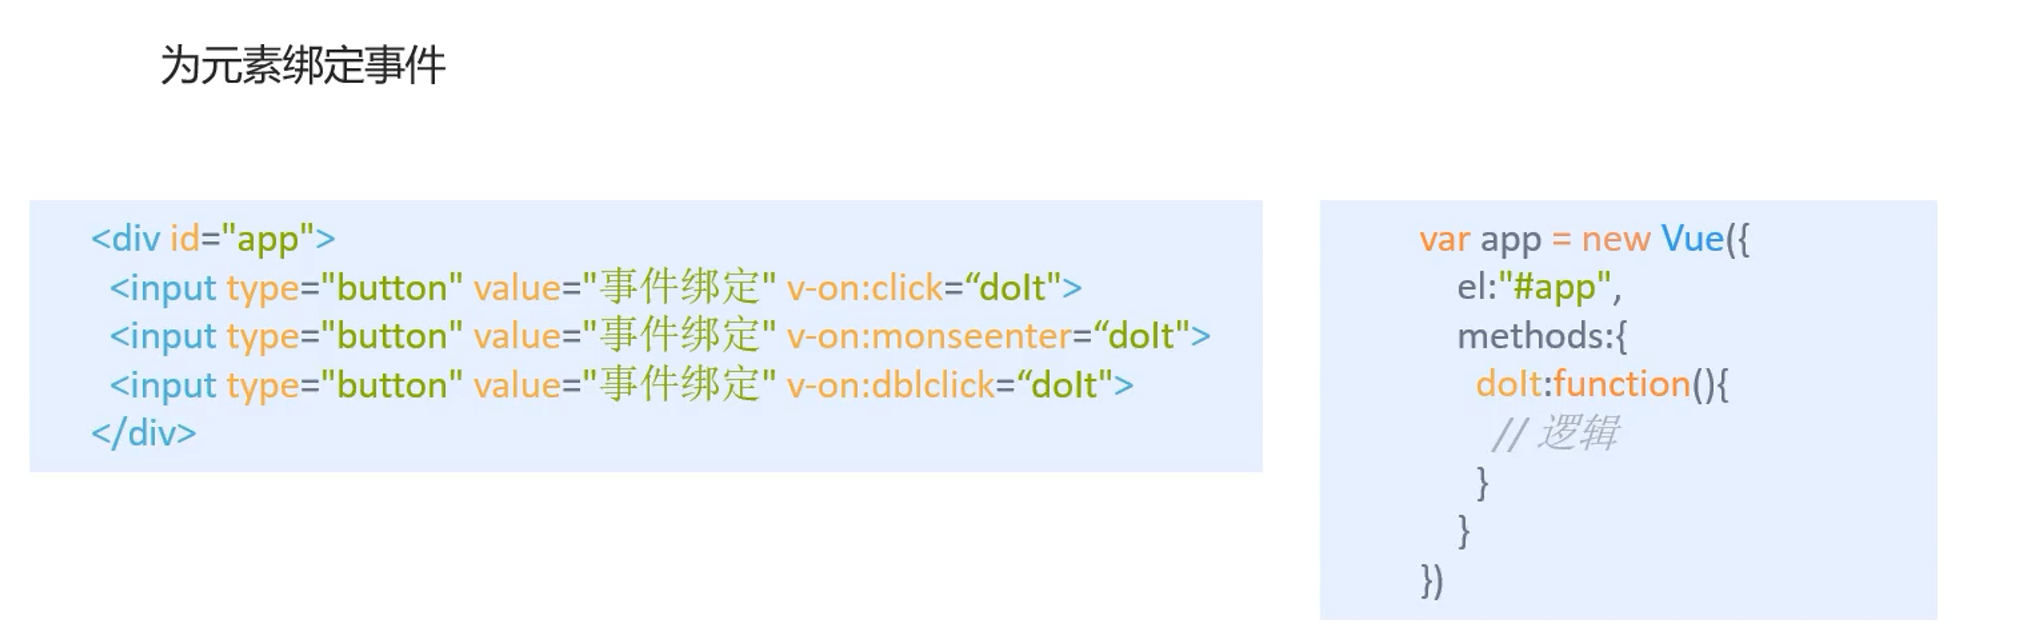 为元素绑定事件
<div id="app">
<input type="button" value="事件绑定" v-on:click=“doIt">
<input type="button" value="事件绑定" v-on:monseenter=“doIt">
<input type="button" value="事件绑定" v-on:dblclick=“doIt">
</div>
var app = new Vue({
el:"#app",
methods:{
doIt:function(){
// 逻辑
}
}
})